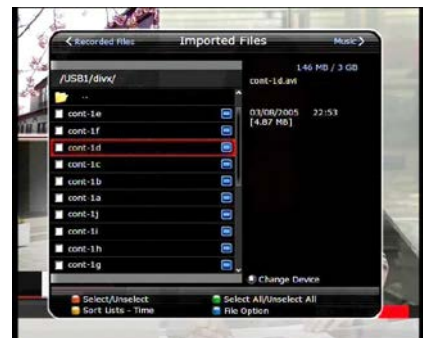 Recorded Files Imported Files Music
146 MB / 3 GB
/USB1/divx/
cont-1d.avi
..
cont-1e
03/08/2005 22:53
[4.87 MB]
cont-1f
cont-1d
cont-1c
cont-1b
cont-1a
cont-1j
cont-1i
cont-1h
cont-1g
Change Device
Select/Unselect Select All/Unselect All
Sort Lists - Time File Option